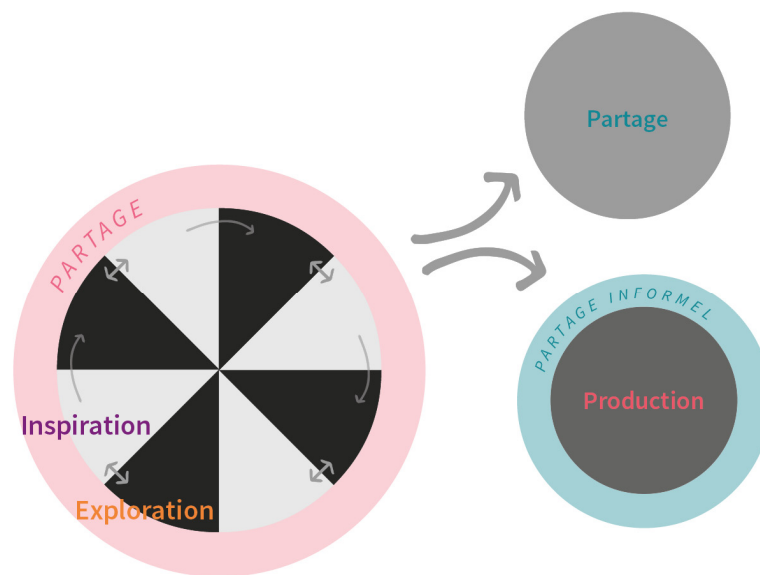 Partage
PARTAGE
PARTAGE INFORMEL
Production
Inspiration
Exploration